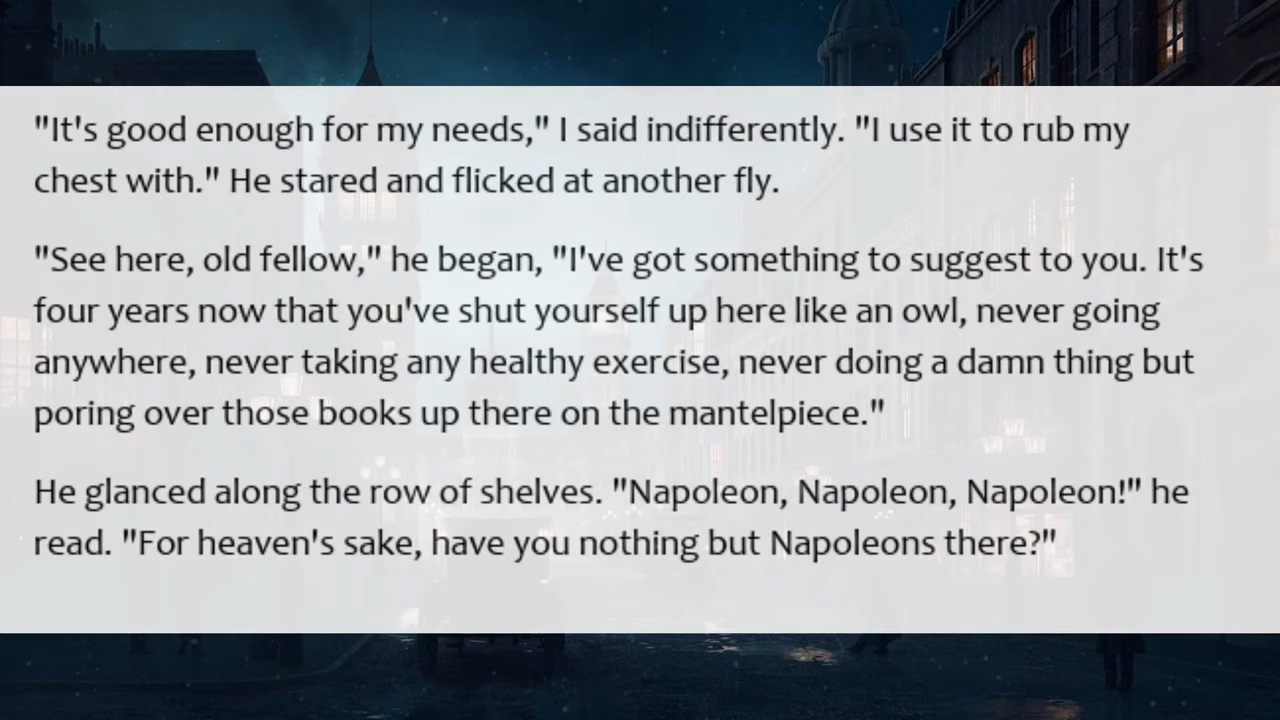 "It's good enough for my needs," I said indifferently. "I use it to rub my
chest with." He stared and flicked at another fly.
"See here, old fellow," he began, "I've got something to suggest to you. It's
four years now that you've shut yourself up here like an owl, never going
anywhere, never taking any healthy exercise, never doing a damn thing but
poring over those books up there on the mantelpiece."
He glanced along the row of shelves. "Napoleon, Napoleon, Napoleon!" he
read. "For heaven's sake, have you nothing but Napoleons there?"